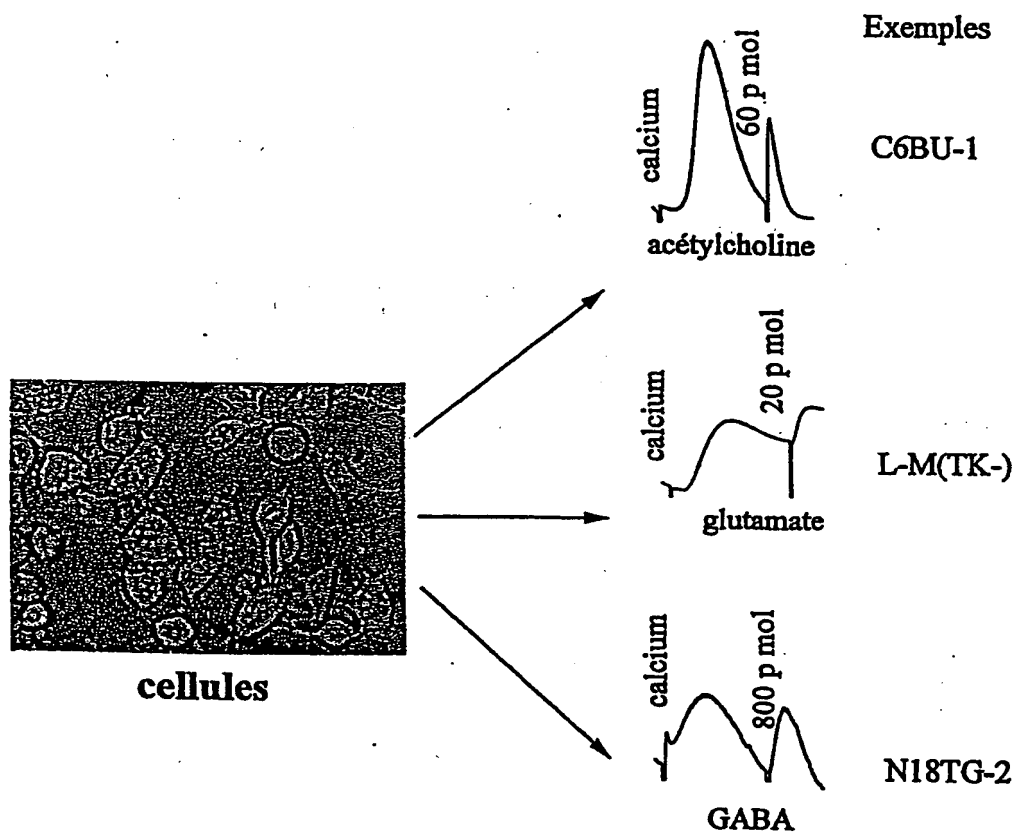 Exemples
calcium
60 p mol
C6BU-1
acétylcholine
calcium
20 p mol
L-M(TK-)
glutamate
cellules
calcium
800 p mol
N18TG-2
GABA